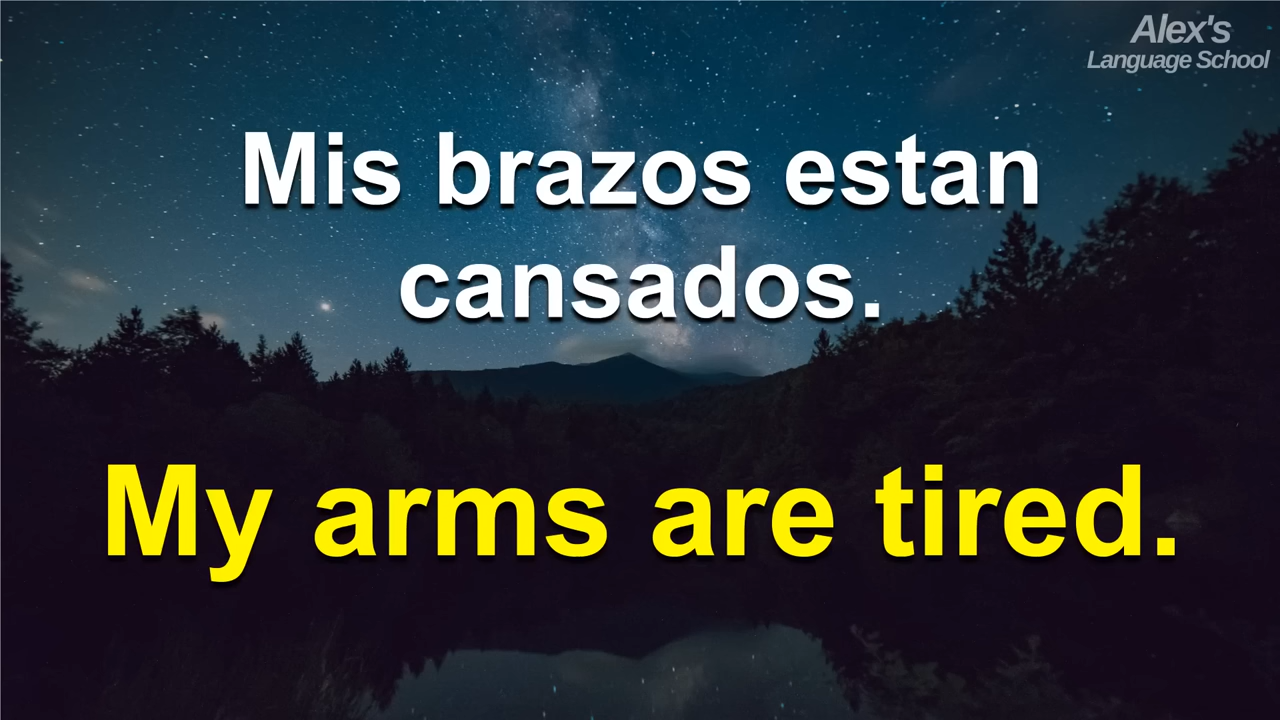 Alex's
Language School
Mis brazos estan
cansados.
My arms are tired.